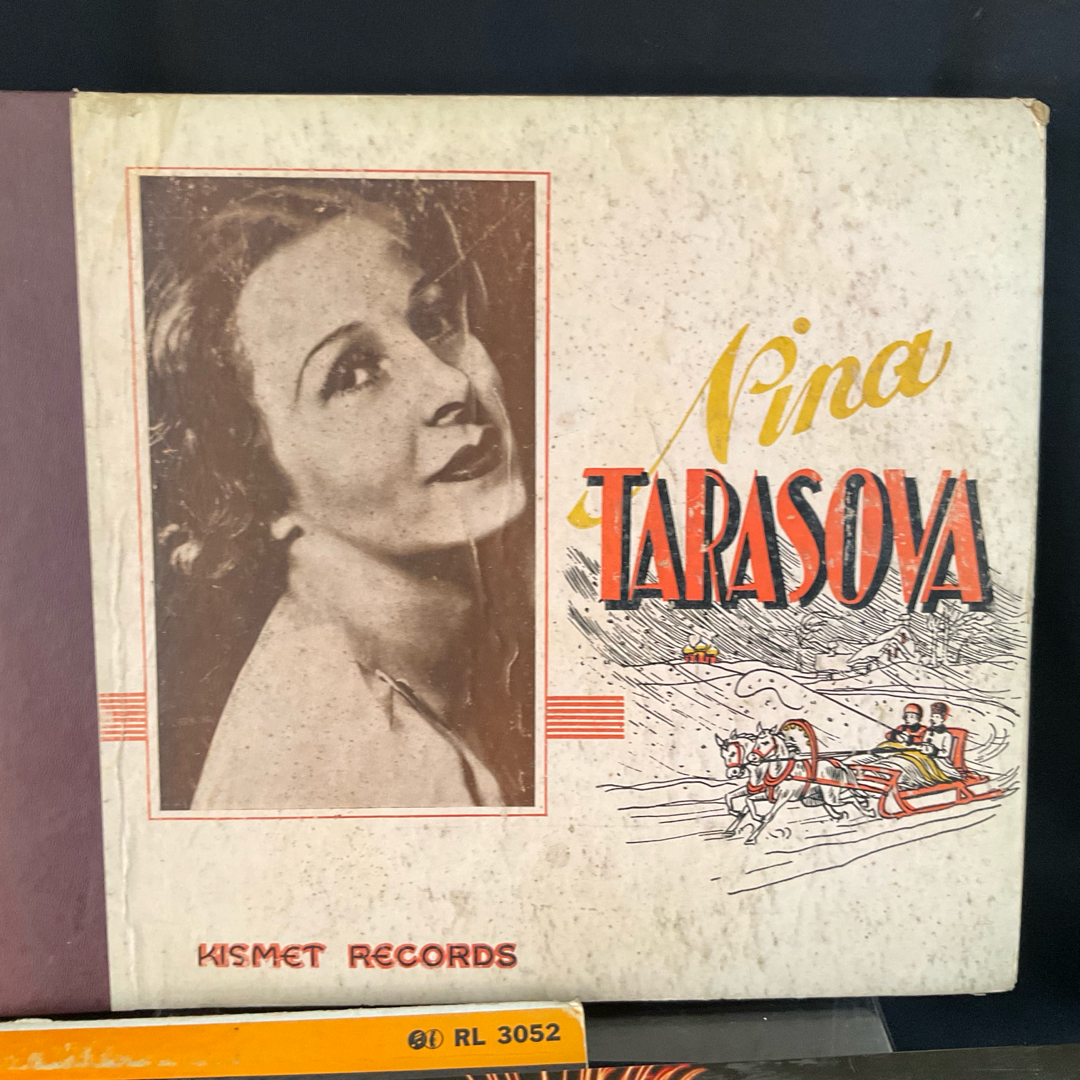 Nina
TARASOVA
KISMET RECORDS
RL 3052